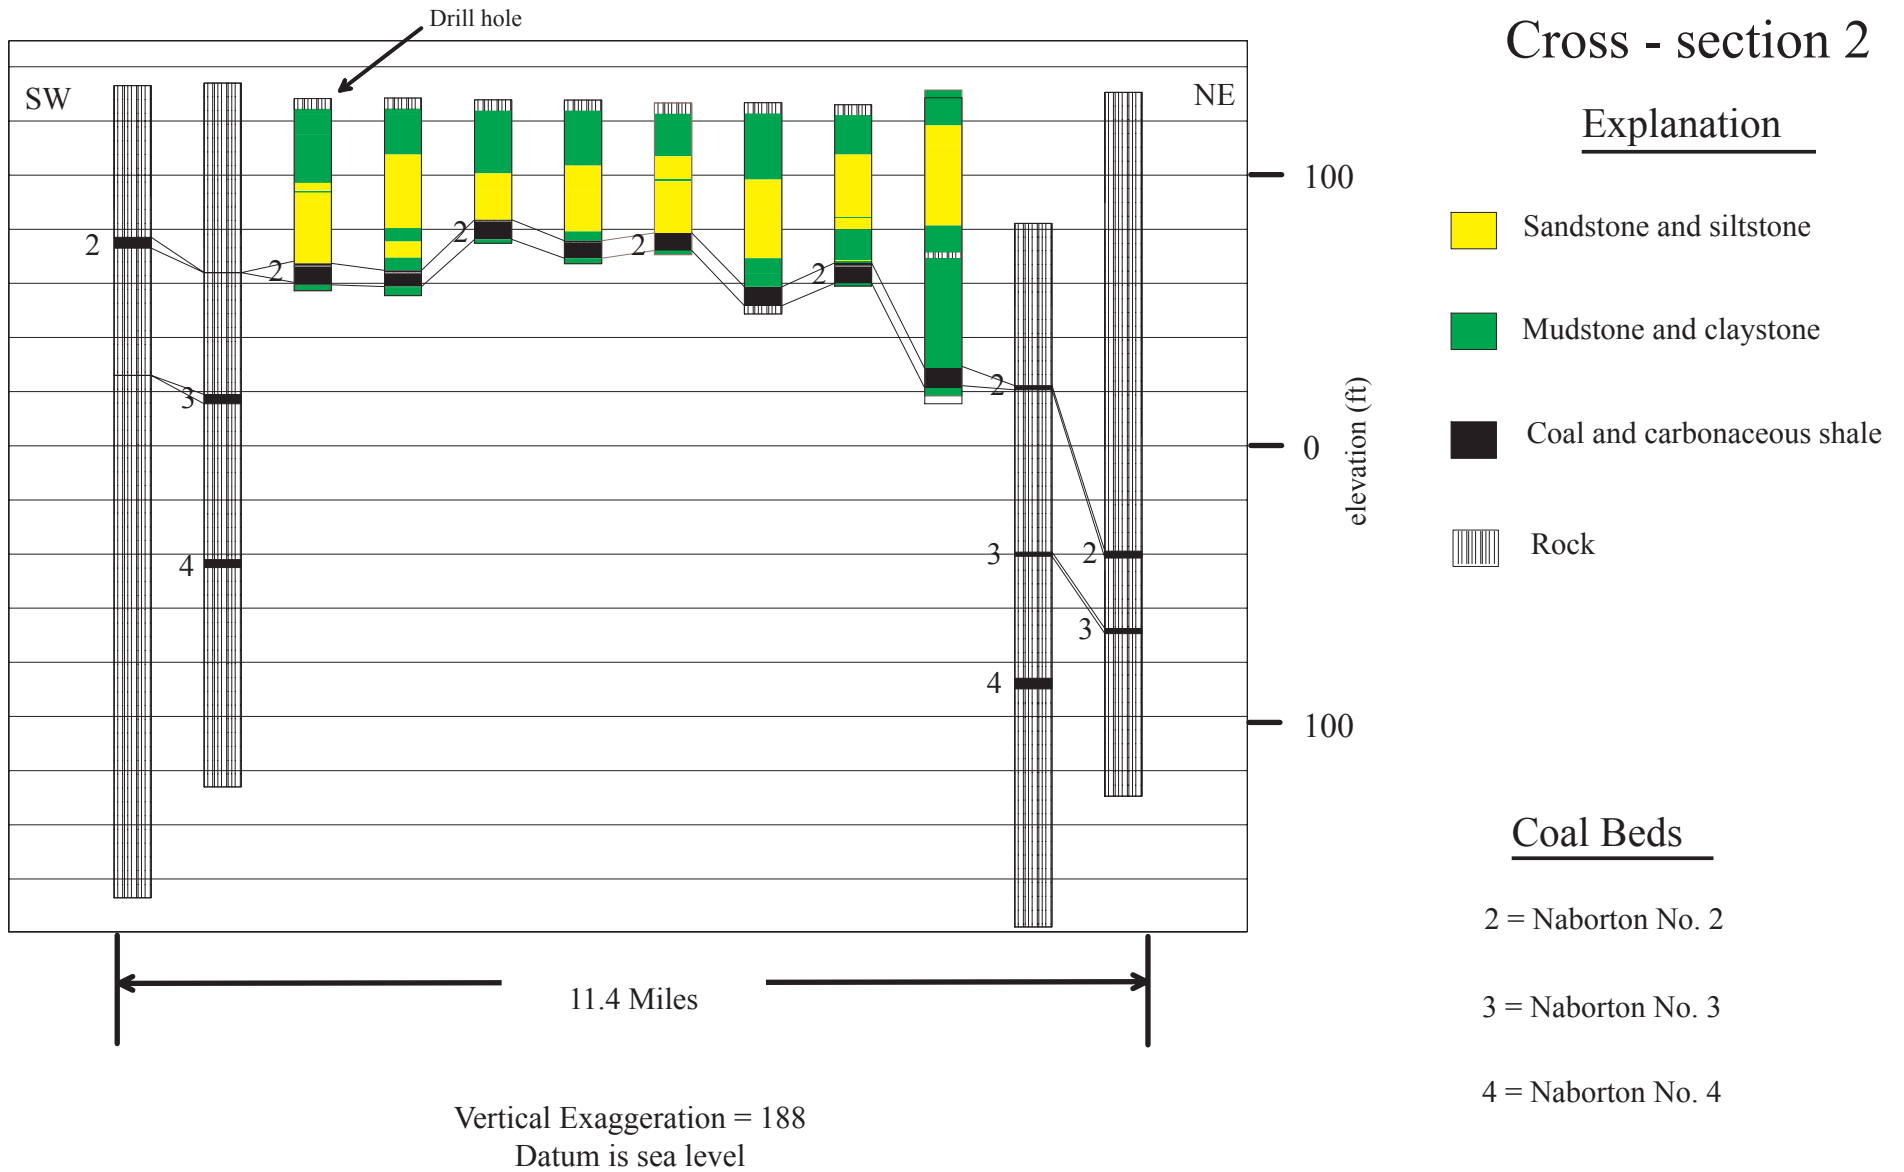 Drill hole
Cross - section 2
SW
NE
Explanation
100
Sandstone and siltstone
2
2
2
2
2
Mudstone and claystone
3
2
elevation (ft)
0
Coal and carbonaceous shale
4
3
2
Rock
3
4
100
Coal Beds
2 = Naborton No. 2
11.4 Miles
3 = Naborton No. 3
4 = Naborton No. 4
Vertical Exaggeration = 188
Datum is sea level